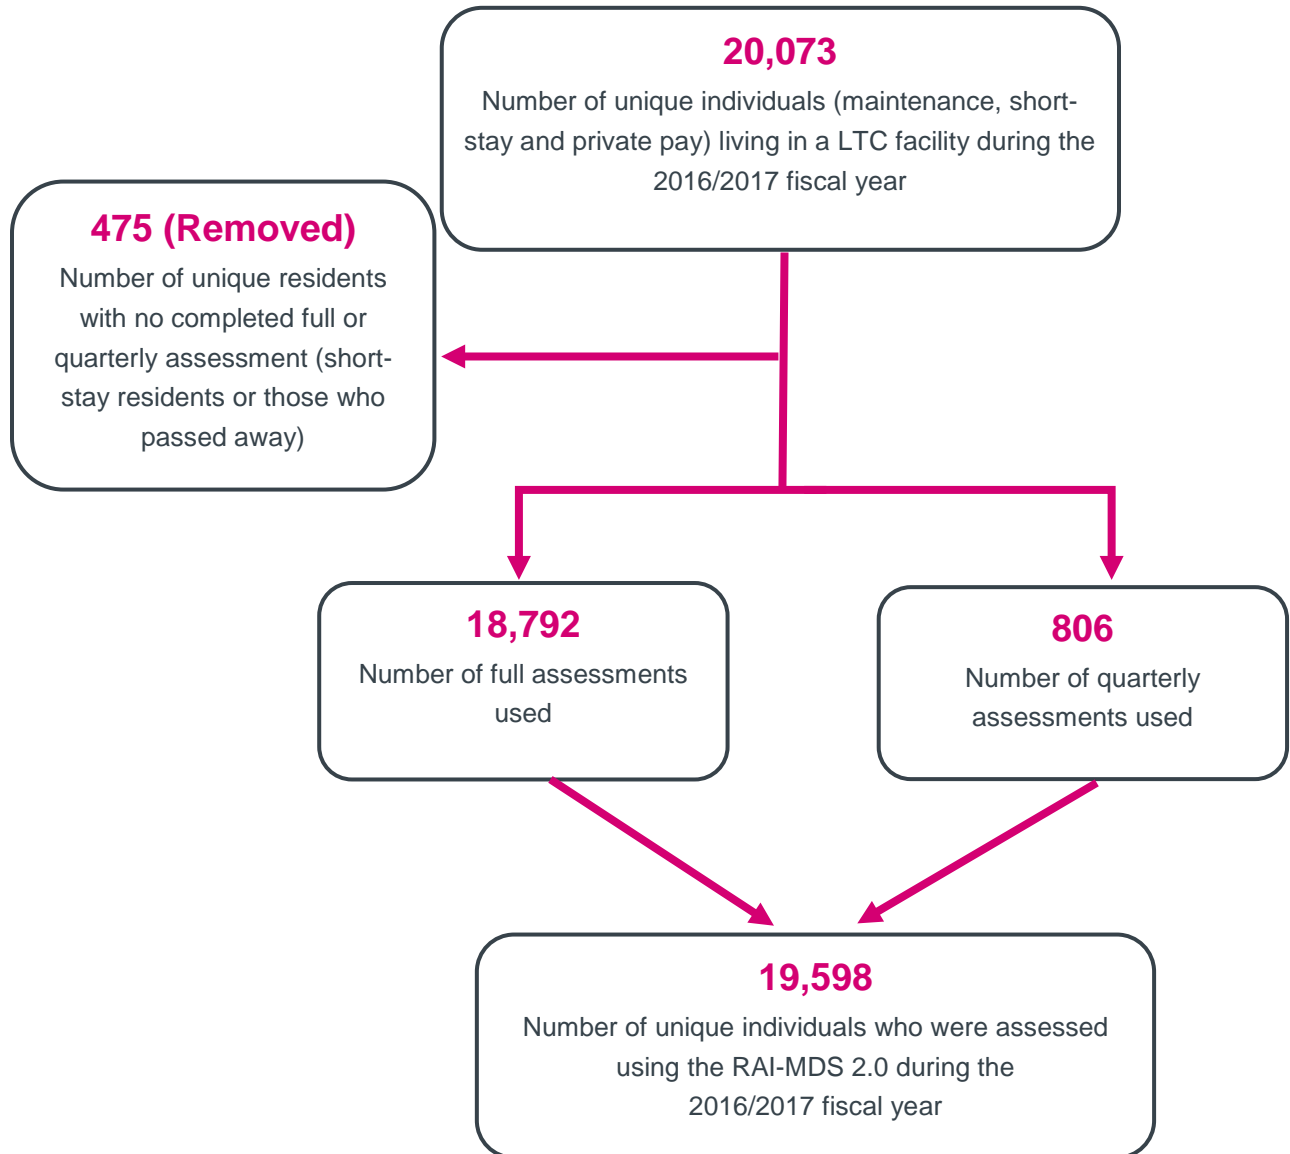 20,073
Number of unique individuals (maintenance, short-
stay and private pay) living in a LTC facility during the
2016/2017 fiscal year
475 (Removed)
Number of unique residents
with no completed full or
quarterly assessment (short-
stay residents or those who
passed away)
18,792
Number of full assessments
used
806
Number of quarterly
assessments used
19,598
Number of unique individuals who were assessed
using the RAI-MDS 2.0 during the
2016/2017 fiscal year